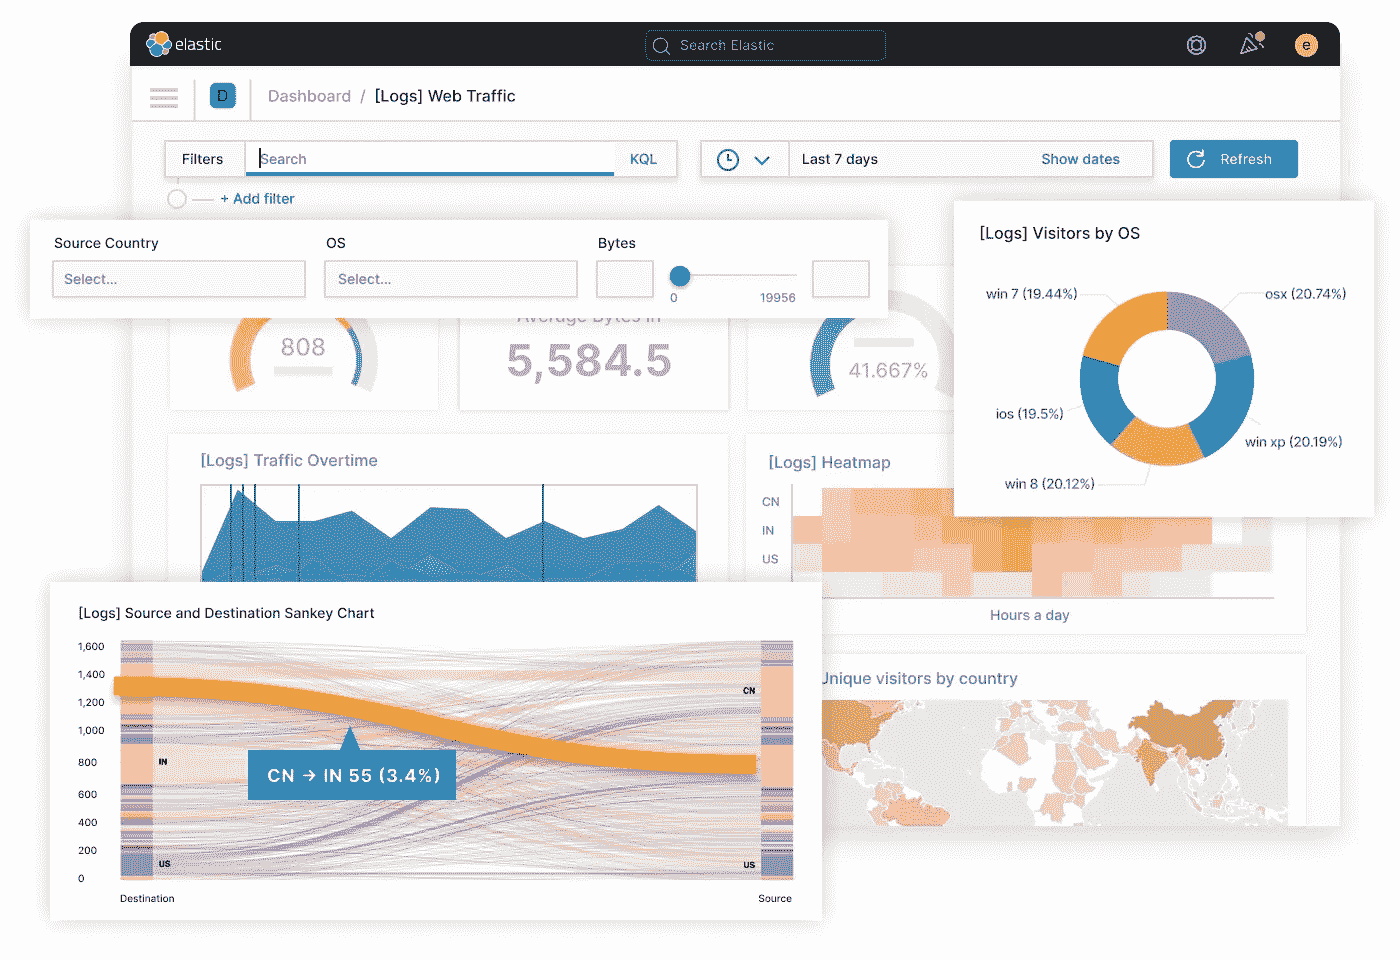 elastic
Search Elastic
e
D
Dashboard / [Logs] Web Traffic
Filters
Search
KQL
Last 7 days
Show dates
Refresh
+ Add filter
Source Country
OS
Bytes
Select...
Select...
0
19956
[Logs] Visitors by OS
win 7 (19.44%)
osx (20.74%)
ios (19.5%)
win xp (20.19%)
win 8 (20.12%)
808
Average Bytes In
5,584.5
41.667%
[Logs] Traffic Overtime
[Logs] Heatmap
CN
IN
US
Hours a day
[Logs] Source and Destination Sankey Chart
1,600
1,400
1,200
1,000
800
600
400
200
0
CN
IN
US
US
CN → IN 55 (3.4%)
Destination
Source
Unique visitors by country